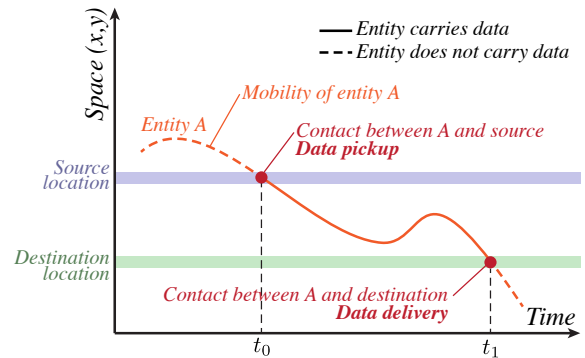 Entity carries data
Entity does not carry data
Space (x,y)
Mobility of entity A
Entity A
Contact between A and source
Data pickup
Source
location
Destination
location
Contact between A and destination
Data delivery
Time
t0
t1